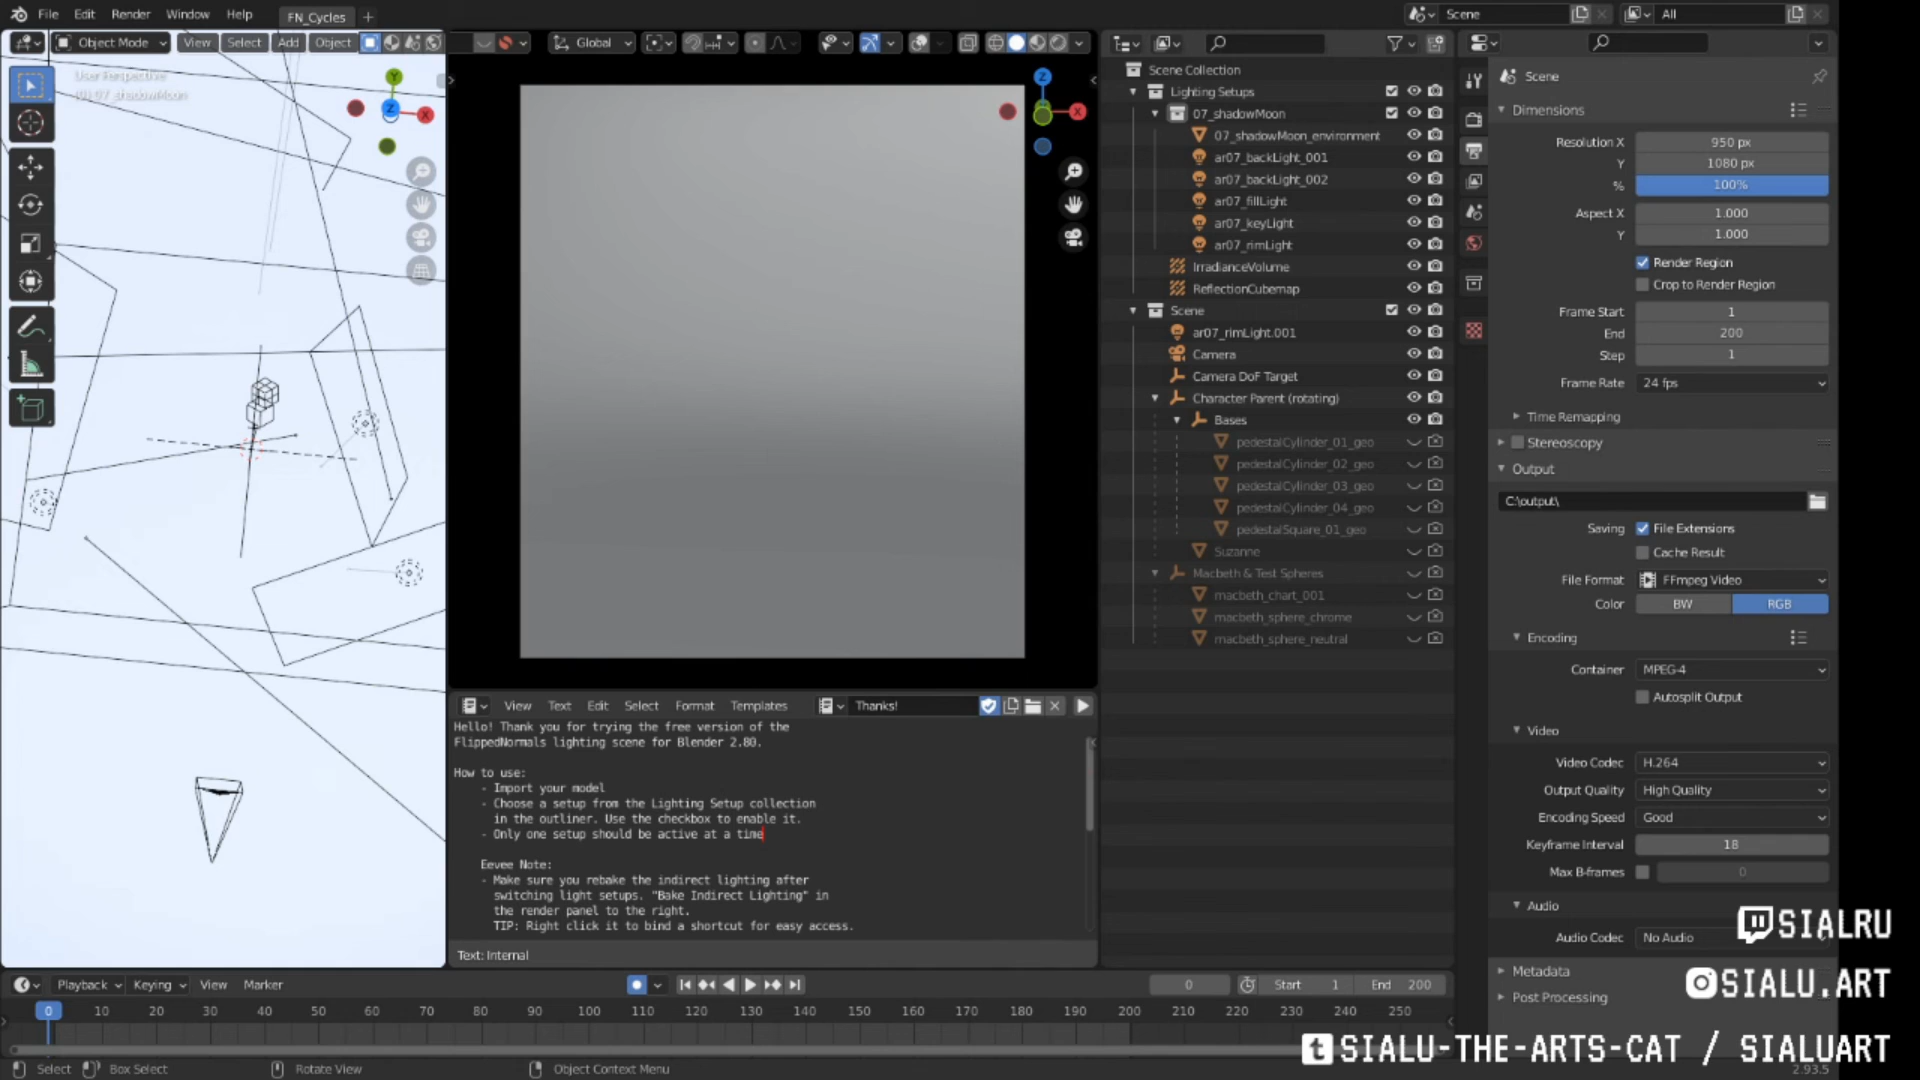 File Edit Render Window Help FN_Cycles + Scene All
Object Mode View Select Add Object Global
User Perspective
(0) 07_shadowMoon
Y
Z
X
Z
X
Scene Collection
Lighting Setups
07_shadowMoon
07_shadowMoon_environment
ar07_backLight_001
ar07_backLight_002
ar07_fillLight
ar07_keyLight
ar07_rimLight
IrradianceVolume
ReflectionCubemap
Scene
ar07_rimLight.001
Camera
Camera DoF Target
Character Parent (rotating)
Bases
pedestalCylinder_01_geo
pedestalCylinder_02_geo
pedestalCylinder_03_geo
pedestalCylinder_04_geo
pedestalSquare_01_geo
Suzanne
Macbeth & Test Spheres
macbeth_chart_001
macbeth_sphere_chrome
macbeth_sphere_neutral
Scene
Dimensions
Resolution X 950 px
Y 1080 px
% 100%
Aspect X 1.000
Y 1.000
Render Region
Crop to Render Region
Frame Start 1
End 200
Step 1
Frame Rate 24 fps
Time Remapping
Stereoscopy
Output
C:\output\
Saving File Extensions
Cache Result
File Format FFmpeg Video
Color BW RGB
Encoding
Container MPEG-4
Autosplit Output
Video
Video Codec H.264
Output Quality High Quality
Encoding Speed Good
Keyframe Interval 18
Max B-frames 0
Audio
Audio Codec No Audio
Metadata
Post Processing
View Text Edit Select Format Templates Thanks!
Hello! Thank you for trying the free version of the
FlippedNormals lighting scene for Blender 2.80.
How to use:
- Import your model
- Choose a setup from the Lighting Setup collection
in the outliner. Use the checkbox to enable it.
- Only one setup should be active at a time
Eevee Note:
- Make sure you rebake the indirect lighting after
switching light setups. "Bake Indirect Lighting" in
the render panel to the right.
TIP: Right click it to bind a shortcut for easy access.
Text: Internal
Playback Keying View Marker 0 Start 1 End 200
0 10 20 30 40 50 60 70 80 90 100 110 120 130 140 150 160 170 180 190 200 210 220 230 240 250
Select Box Select Rotate View Object Context Menu 2.93.5
SIALRU
SIALU.ART
t SIALU-THE-ARTS-CAT / SIALUART